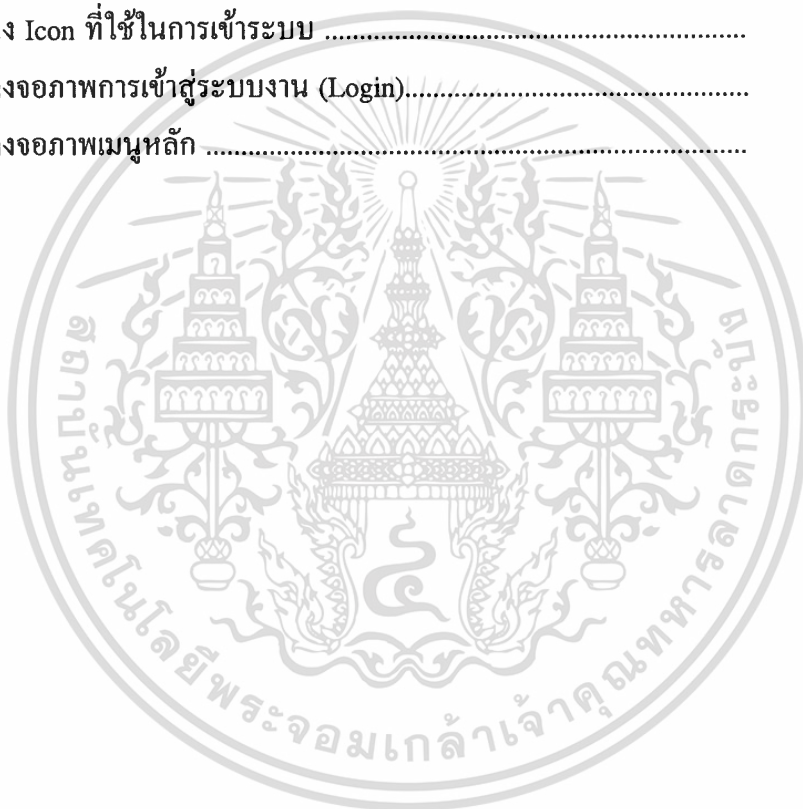 ง Icon ที่ใช้ในการเข้าระบบ ........................................................................
งจอภาพการเข้าสู่ระบบงาน (Login)..........................................................
งจอภาพเมนูหลัก ............................................................................................
สถาบันเทคโนโลยีพระจอมเกล้าเจ้าคุณทหารลาดกระบัง
๔